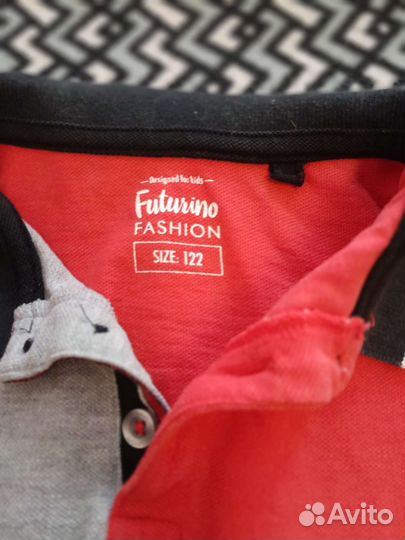 Designed for kids
Futurino
FASHION
SIZE: 122
Avito